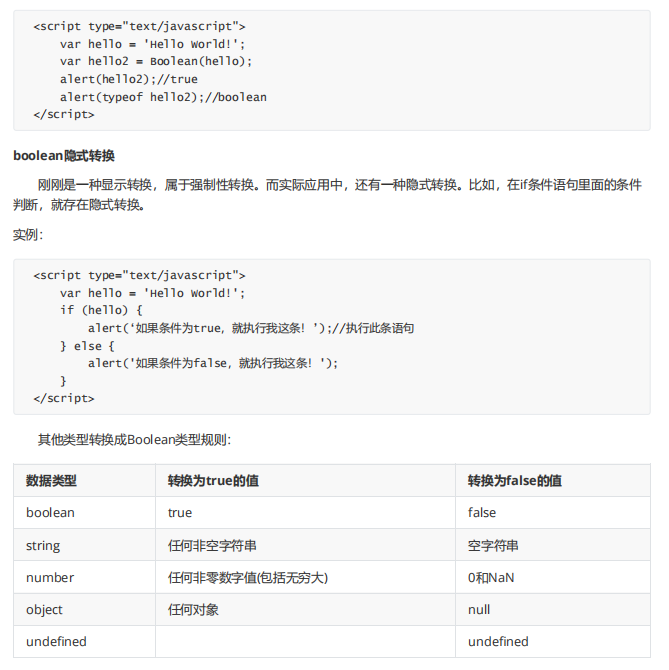 <script type="text/javascript">
    var hello = 'Hello World!';
    var hello2 = Boolean(hello);
    alert(hello2);//true
    alert(typeof hello2);//boolean
</script>
boolean隐式转换
刚刚是一种显示转换，属于强制性转换。而实际应用中，还有一种隐式转换。比如，在if条件语句里面的条件
判断，就存在隐式转换。
实例：
<script type="text/javascript">
    var hello = 'Hello World!';
    if (hello) {
        alert('如果条件为true，就执行我这条！');//执行此条语句
    } else {
        alert('如果条件为false，就执行我这条！');
    }
</script>
其他类型转换成Boolean类型规则：
数据类型 转换为true的值 转换为false的值
boolean true false
string 任何非空字符串 空字符串
number 任何非零数字值(包括无穷大) 0和NaN
object 任何对象 null
undefined undefined